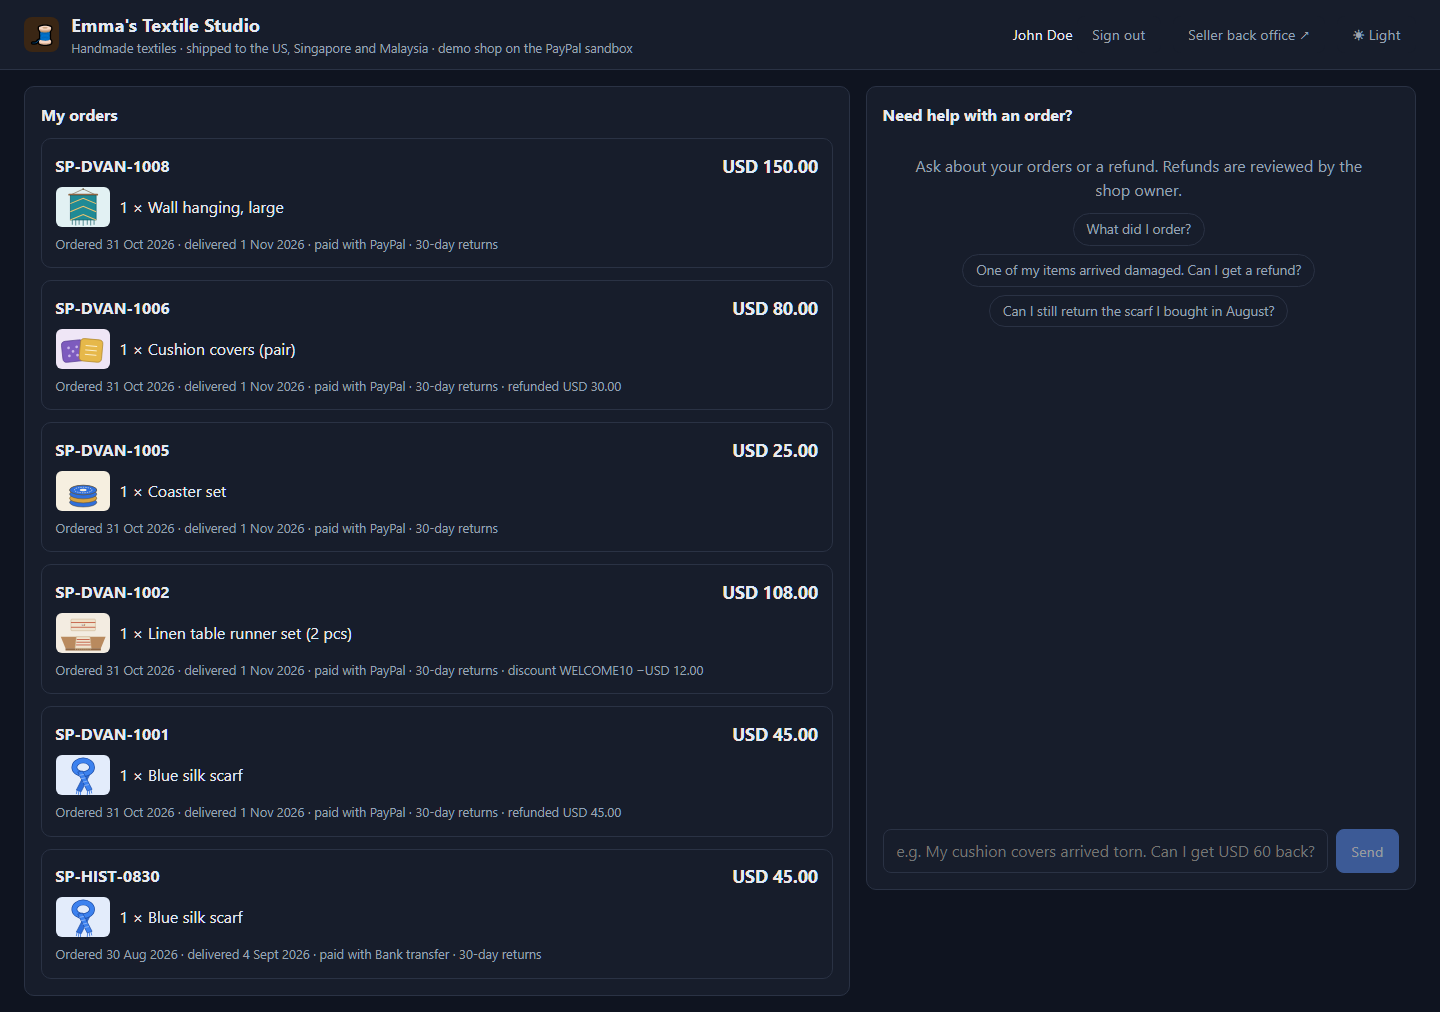 Emma's Textile Studio
Handmade textiles · shipped to the US, Singapore and Malaysia · demo shop on the PayPal sandbox
John Doe
Sign out
Seller back office ↗
☀ Light
My orders
SP-DVAN-1008
USD 150.00
1 × Wall hanging, large
Ordered 31 Oct 2026 · delivered 1 Nov 2026 · paid with PayPal · 30-day returns
SP-DVAN-1006
USD 80.00
1 × Cushion covers (pair)
Ordered 31 Oct 2026 · delivered 1 Nov 2026 · paid with PayPal · 30-day returns · refunded USD 30.00
SP-DVAN-1005
USD 25.00
1 × Coaster set
Ordered 31 Oct 2026 · delivered 1 Nov 2026 · paid with PayPal · 30-day returns
SP-DVAN-1002
USD 108.00
1 × Linen table runner set (2 pcs)
Ordered 31 Oct 2026 · delivered 1 Nov 2026 · paid with PayPal · 30-day returns · discount WELCOME10 −USD 12.00
SP-DVAN-1001
USD 45.00
1 × Blue silk scarf
Ordered 31 Oct 2026 · delivered 1 Nov 2026 · paid with PayPal · 30-day returns · refunded USD 45.00
SP-HIST-0830
USD 45.00
1 × Blue silk scarf
Ordered 30 Aug 2026 · delivered 4 Sept 2026 · paid with Bank transfer · 30-day returns
Need help with an order?
Ask about your orders or a refund. Refunds are reviewed by the
shop owner.
What did I order?
One of my items arrived damaged. Can I get a refund?
Can I still return the scarf I bought in August?
e.g. My cushion covers arrived torn. Can I get USD 60 back?
Send